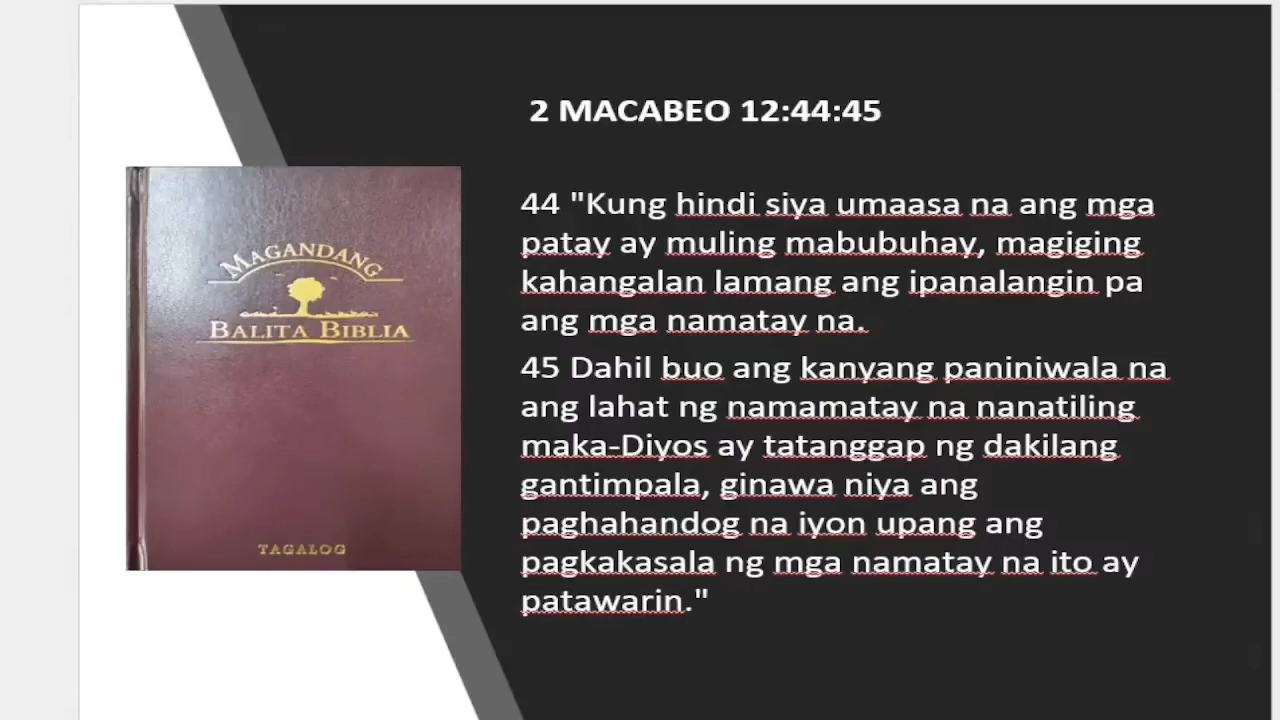 2 MACABEO 12:44:45
44 "Kung hindi siya umaasa na ang mga
patay ay muling mabubuhay, magiging
kahangalan lamang ang ipanalangin pa
ang mga namatay na.
45 Dahil buo ang kanyang paniniwala na
ang lahat ng namamatay na nanatiling
maka-Diyos ay tatanggap ng dakilang
gantimpala, ginawa niya ang
paghahandog na iyon upang ang
pagkakasala ng mga namatay na ito ay
patawarin."
MAGANDANG
BALITA BIBLIA
TAGALOG